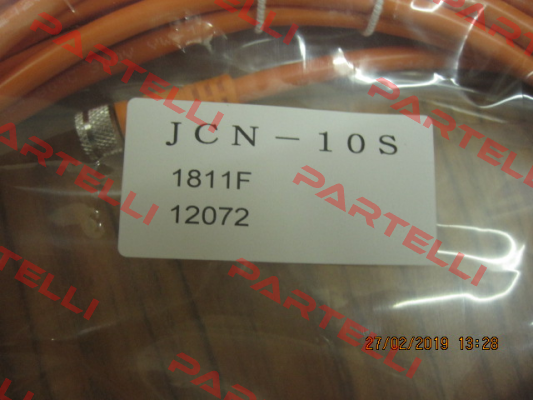 PARTELLI
PARTELLI
PARTELLI
JCN-10S
1811F
12072
PARTELLI
PARTELLI
PARTELLI
27/02/2019 13:28